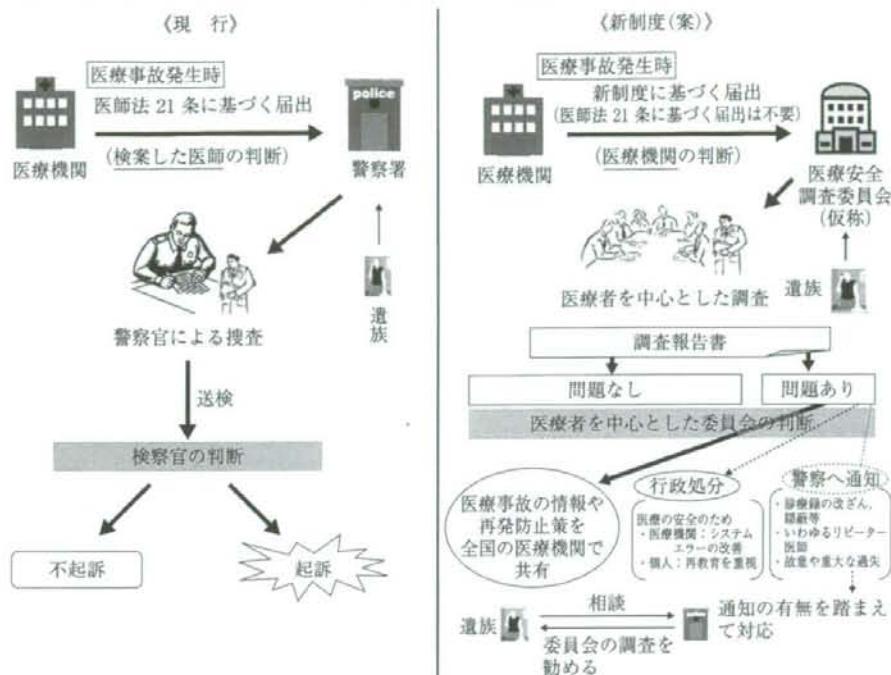 《現 行》
医療事故発生時
医師法 21 条に基づく届出
police
(検案した医師の判断)
医療機関
警察署
遺族
警察官による捜査
送検
検察官の判断
不起訴
起訴
《新制度(案)》
医療事故発生時
新制度に基づく届出
(医師法 21 条に基づく届出は不要)
(医療機関の判断)
医療機関
医療安全
調査委員会
(仮称)
医療者を中心とした調査
遺族
調査報告書
問題なし
問題あり
医療者を中心とした委員会の判断
医療事故の情報や
再発防止策を
全国の医療機関で
共有
行政処分
医療の安全のため
・医療機関：システム
エラーの改善
・個人：再教育を重視
警察へ通知
・診療録の改ざん,
隠蔽等
・いわゆるリピーター
医師
・故意や重大な過失
遺族
相談
委員会の調査を
勧める
通知の有無を踏まえ
て対応